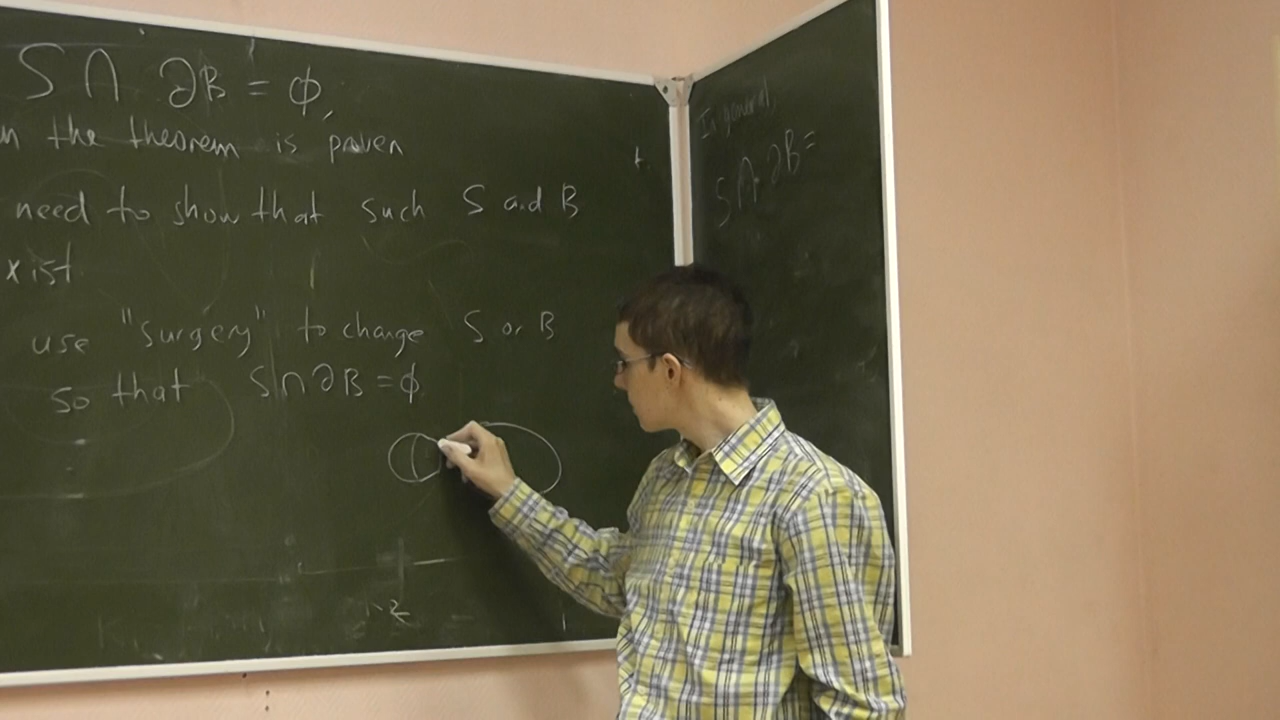 S∩ ∂B = ϕ,
n the theorem is proven
need to show that such S and B
xist
use "surgery" to change S or B
so that S∩∂B = ϕ
In general,
S∩∂B=